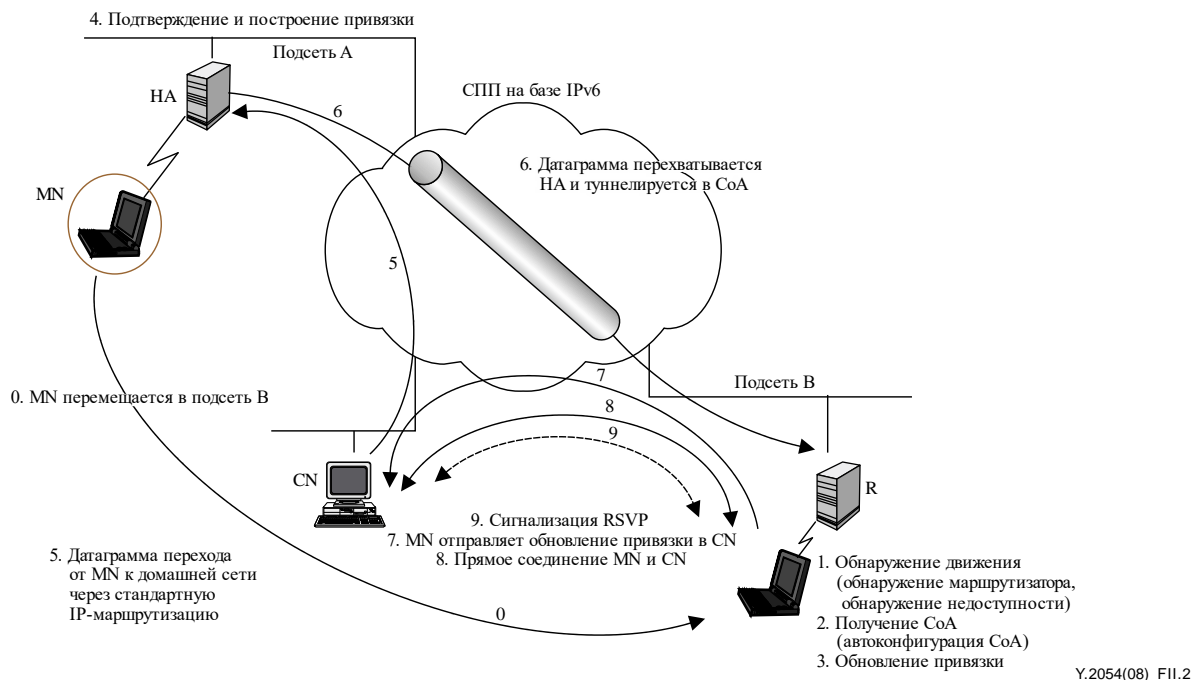 4. Подтверждение и построение привязки
Подсеть A
HA
СПП на базе IPv6
6
6. Датаграмма перехватывается
HA и туннелируется в CoA
MN
5
0. MN перемещается в подсеть B
7
Подсеть B
8
9
CN
R
9. Сигнализация RSVP
7. MN отправляет обновление привязки в CN
8. Прямое соединение MN и CN
5. Датаграмма перехода
от MN к домашней сети
через стандартную
IP-маршрутизацию
0
1. Обнаружение движения
(обнаружение маршрутизатора,
обнаружение недоступности)
2. Получение CoA
(автоконфигурация CoA)
3. Обновление привязки
Y.2054(08)_FII.2